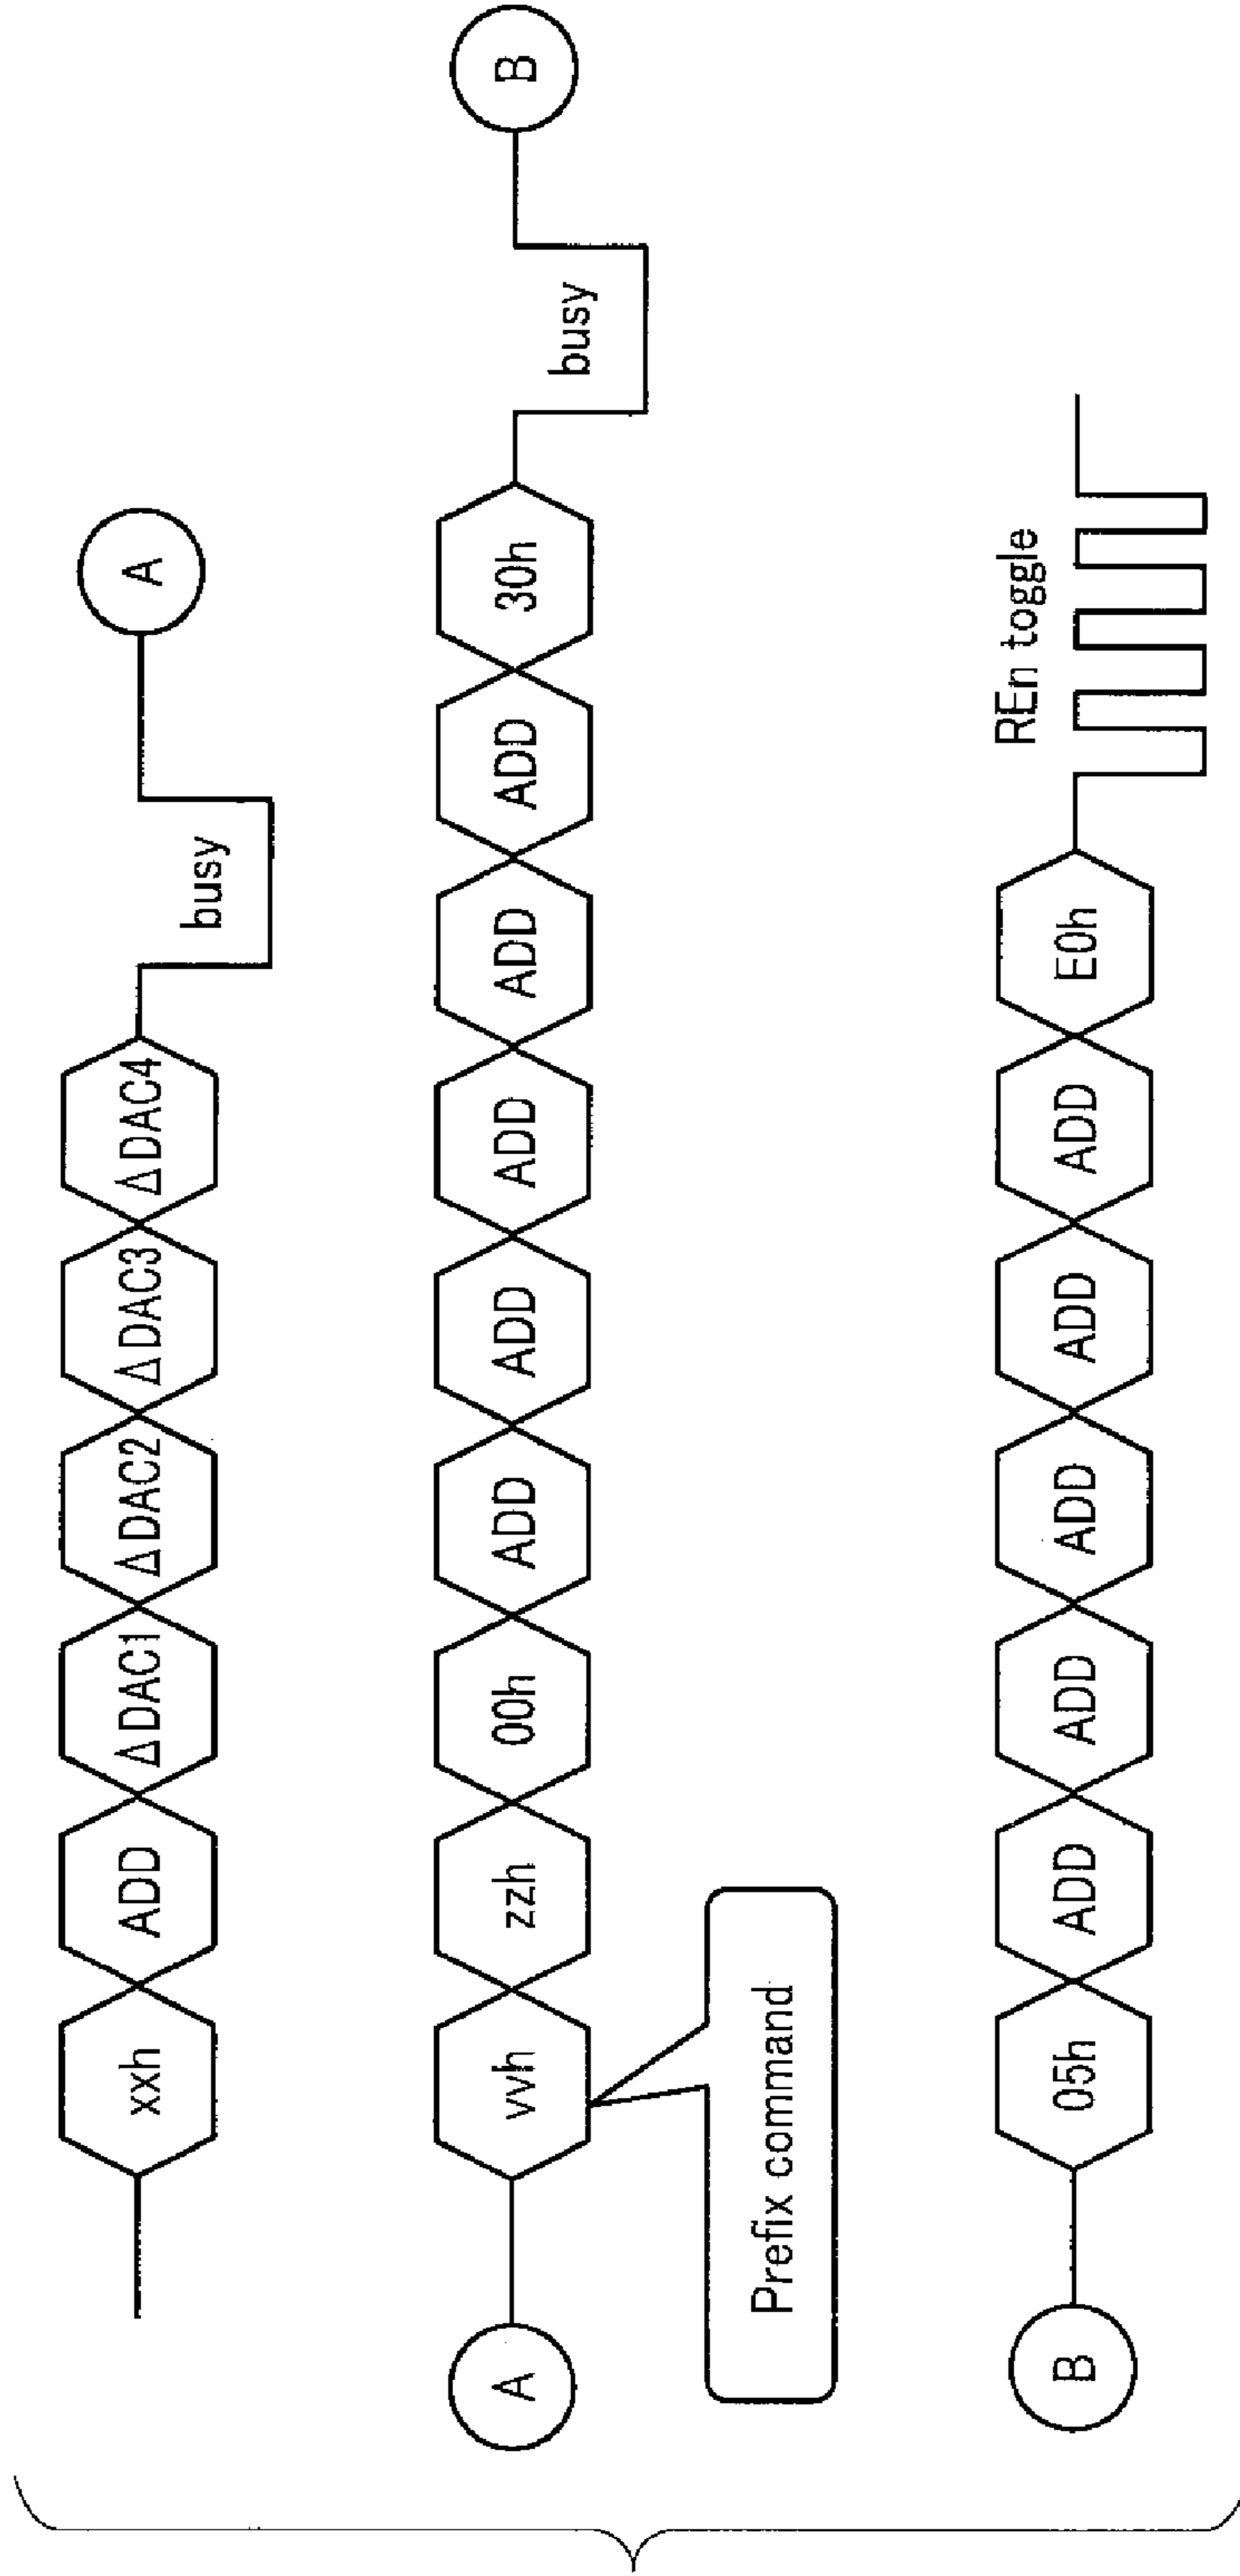 xxh ADD ΔDAC1 ΔDAC2 ΔDAC3 ΔDAC4 busy A
A vvh zzh 00h ADD ADD ADD ADD ADD 30h busy B
Prefix command
B 05h ADD ADD ADD ADD ADD E0h REn toggle